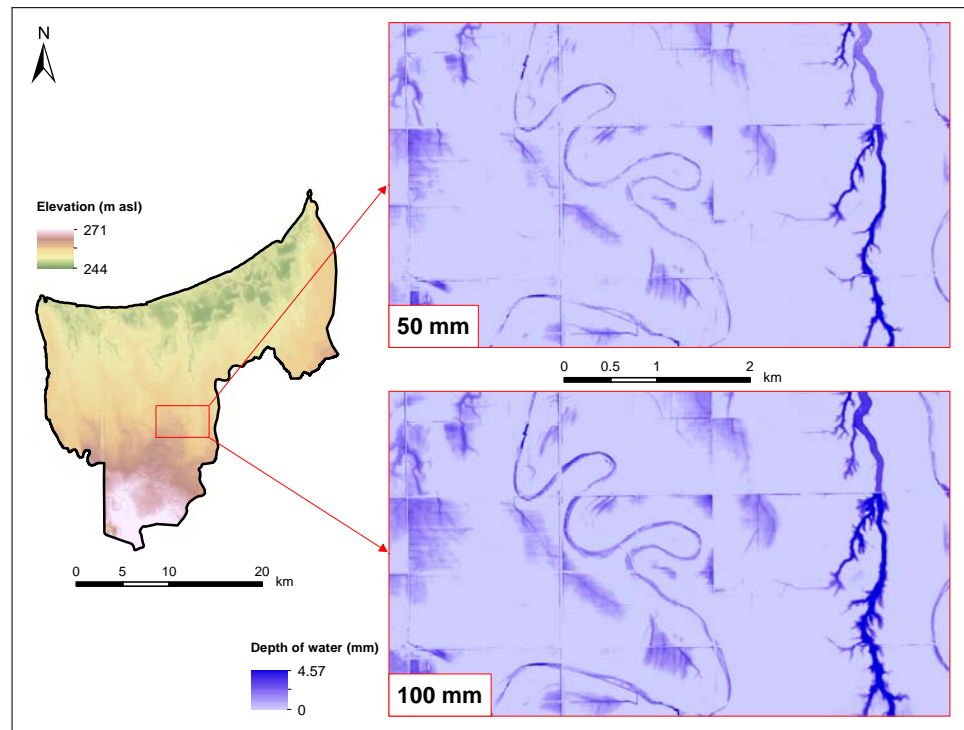 N
Elevation (m asl)
271
244
50 mm
0 0.5 1 2
km
0 5 10 20
km
Depth of water (mm)
4.57
0
100 mm